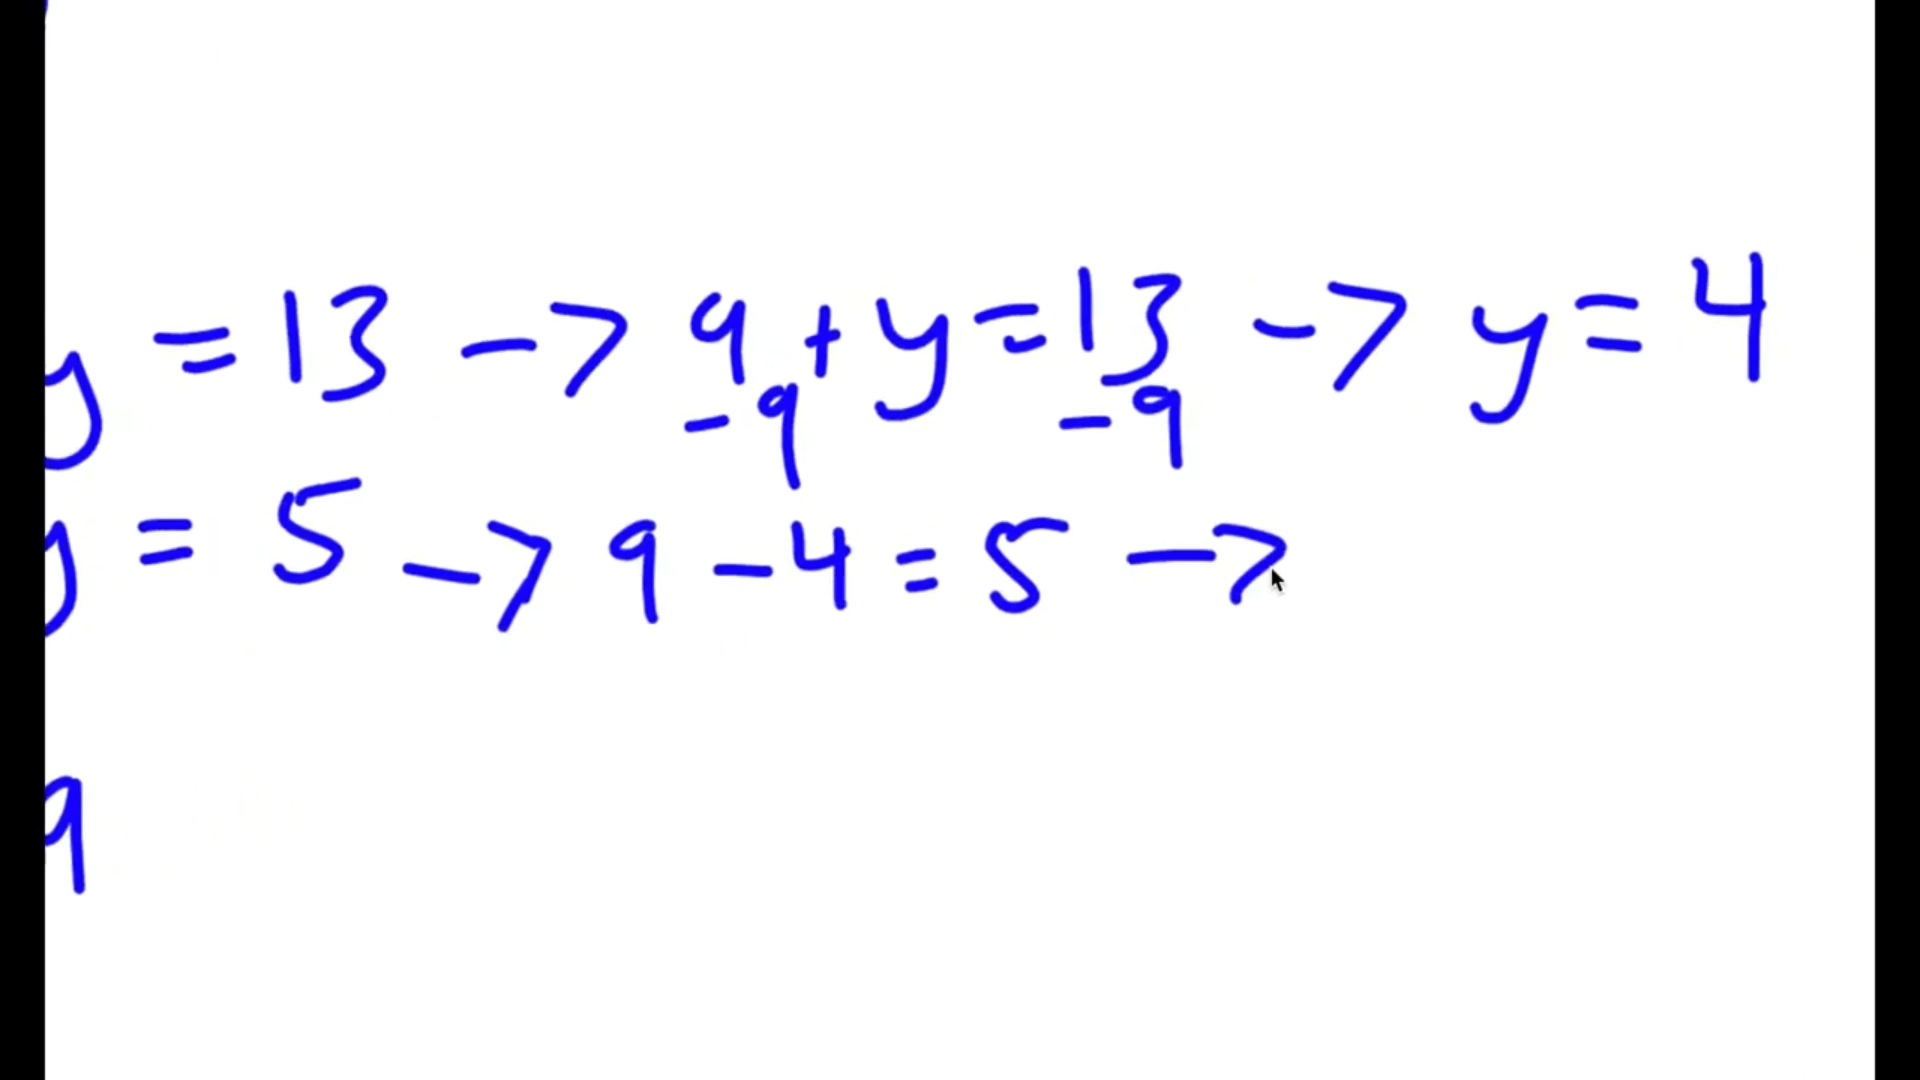 y = 13 -> 9 + y = 13 -> y = 4
-9 -9
y = 5 -> 9 - 4 = 5 ->
9